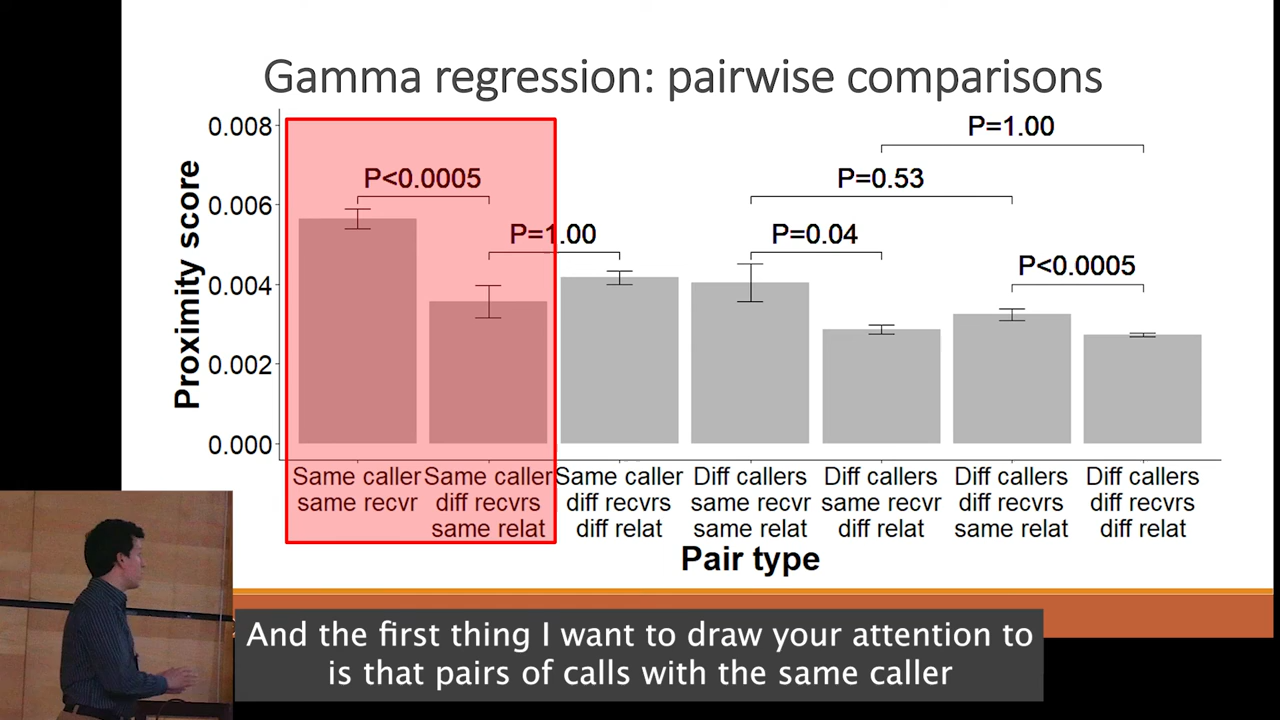 Gamma regression: pairwise comparisons
0.008
0.006
0.004
0.002
0.000
Proximity score
P<0.0005
P=1.00
P=0.53
P=0.04
P=1.00
P<0.0005
Same caller
same recvr
Same caller
diff recvrs
same relat
Same caller
diff recvrs
diff relat
Diff callers
same recvr
same relat
Diff callers
same recvr
diff relat
Diff callers
diff recvrs
same relat
Diff callers
diff recvrs
diff relat
Pair type
And the first thing I want to draw your attention to
is that pairs of calls with the same caller